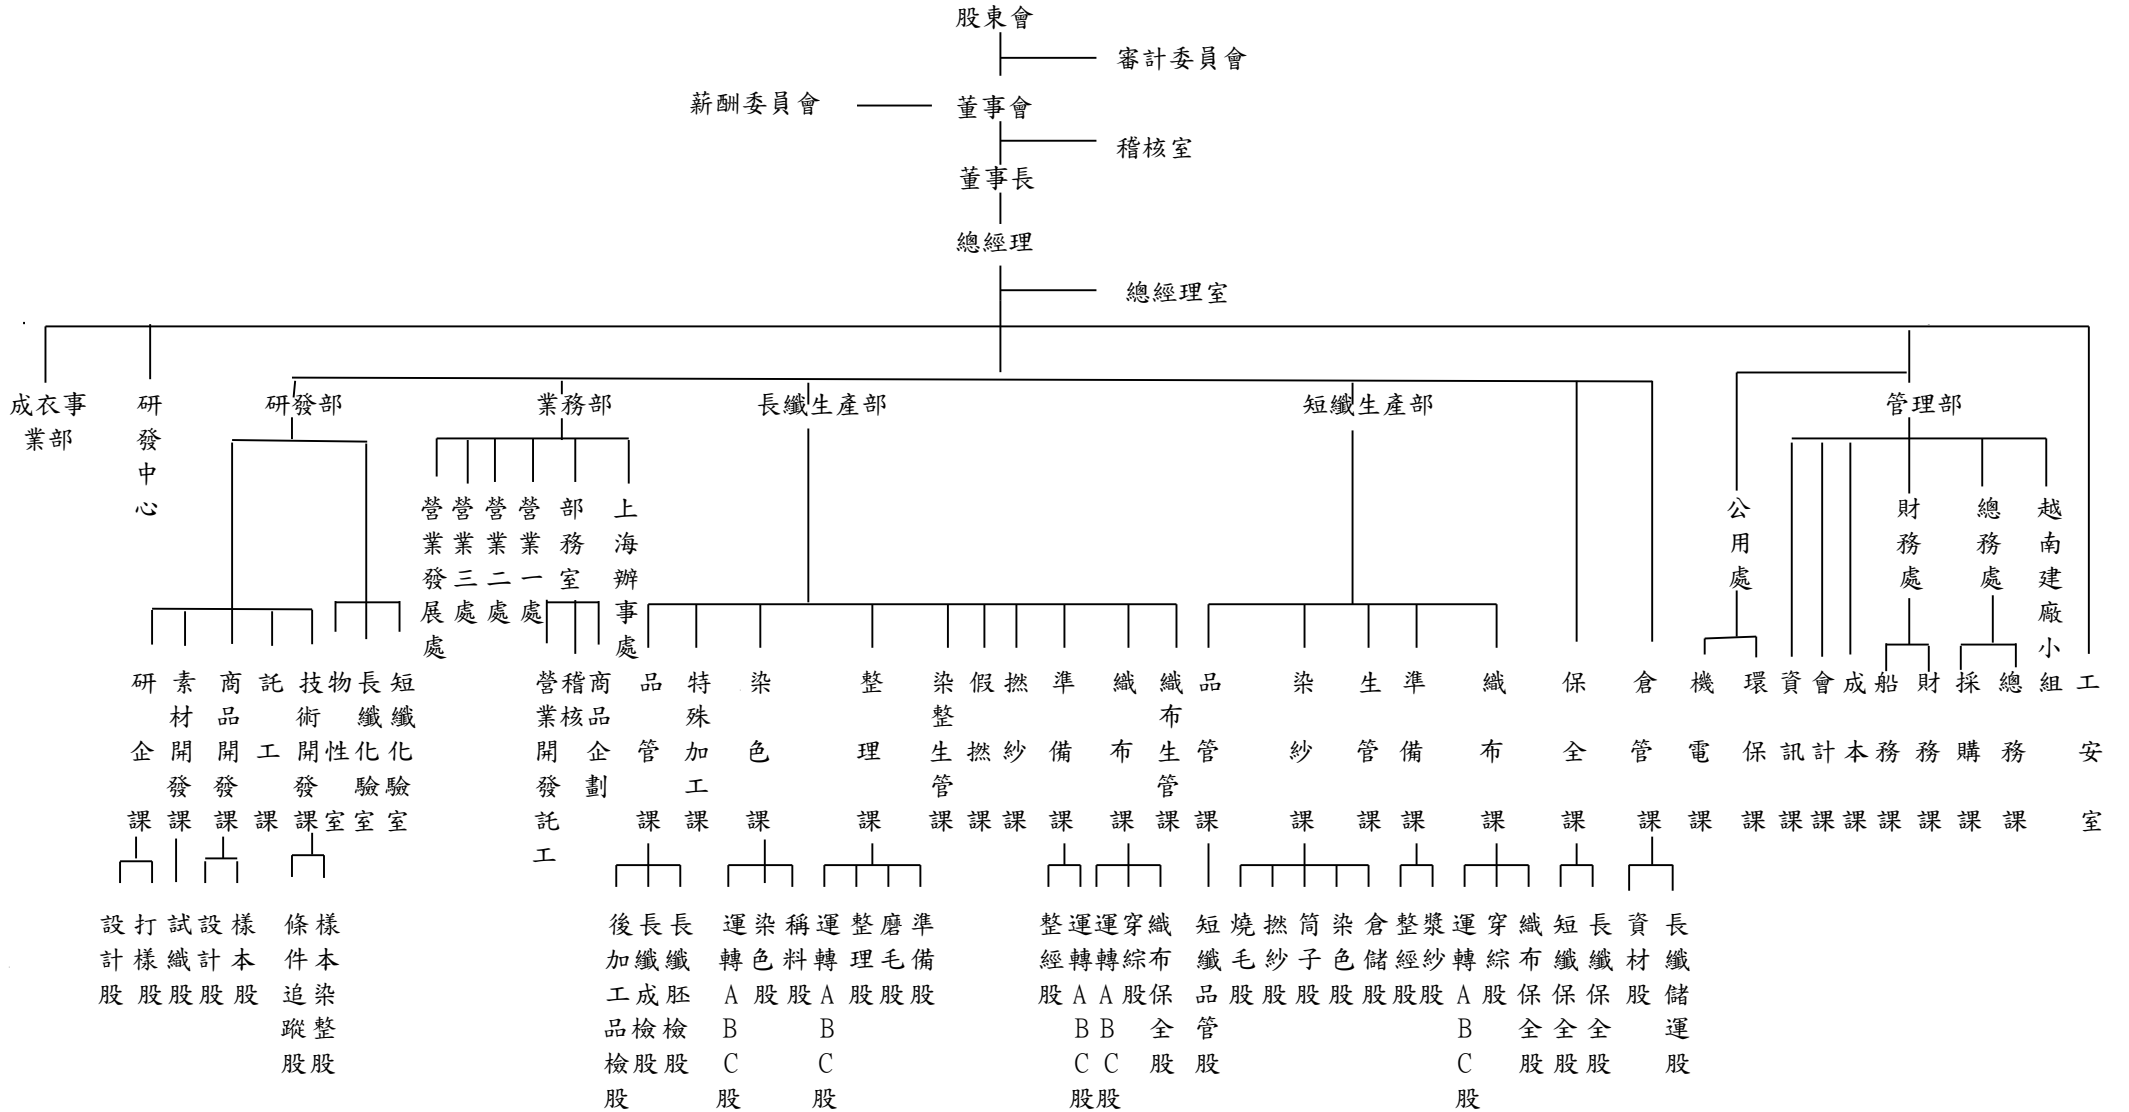 股東會
審計委員會
薪酬委員會
董事會
稽核室
董事長
總經理
總經理室
成衣事
業部
研發中心
研發部
業務部
長纖生產部
短纖生產部
管理部
營業發展處
營業三處
營業二處
營業一處
部務室
上海辦事處
公用處
財務處
總務處
越南建廠小組
研企課
素材開發課
商品開發課
託工課
技術開發課
物性室
長纖化驗室
短纖化驗室
營業開發託工
稽核
商品企劃
品管課
特殊加工課
染色課
整理課
染整生管課
假撚課
撚紗課
準備課
織布課
織布生管課
品管課
染紗課
生管課
準備課
織布課
保全課
倉管課
機電課
環保課
資訊課
會計課
成本課
船務課
財務課
採購課
總務課
工安室
設計股
打樣股
試織股
設計股
樣本股
條件追蹤股
樣本染整股
後加工品檢股
長纖成檢股
長纖胚檢股
運轉ABC股
染色股
稱料股
運轉ABC股
整理股
磨毛股
準備股
整經股
運轉ABC股
運轉ABC股
穿綜股
織布保全股
短纖品管股
燒毛股
撚紗股
筒子股
染色股
倉儲股
整經股
漿紗股
運轉ABC股
穿綜股
織布保全股
短纖保全股
長纖保全股
資材股
長纖儲運股